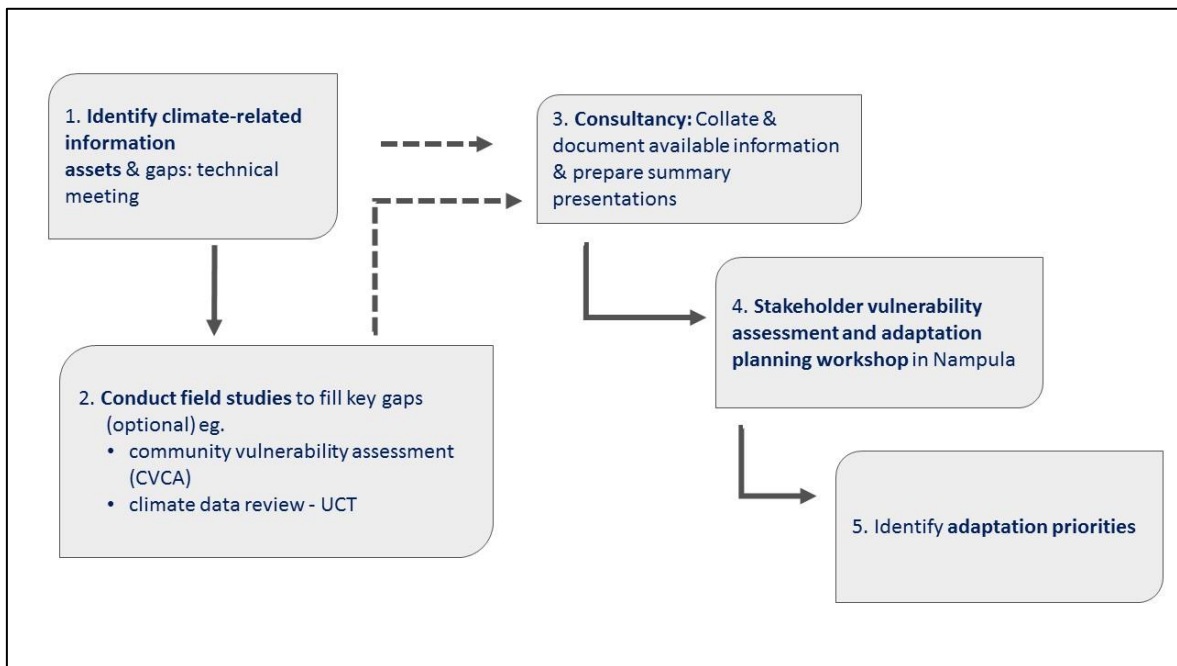 1. Identify climate-related
information
assets & gaps: technical
meeting
2. Conduct field studies to fill key gaps
(optional) eg.
• community vulnerability assessment
(CVCA)
• climate data review - UCT
3. Consultancy: Collate &
document available information
& prepare summary
presentations
4. Stakeholder vulnerability
assessment and adaptation
planning workshop in Nampula
5. Identify adaptation priorities